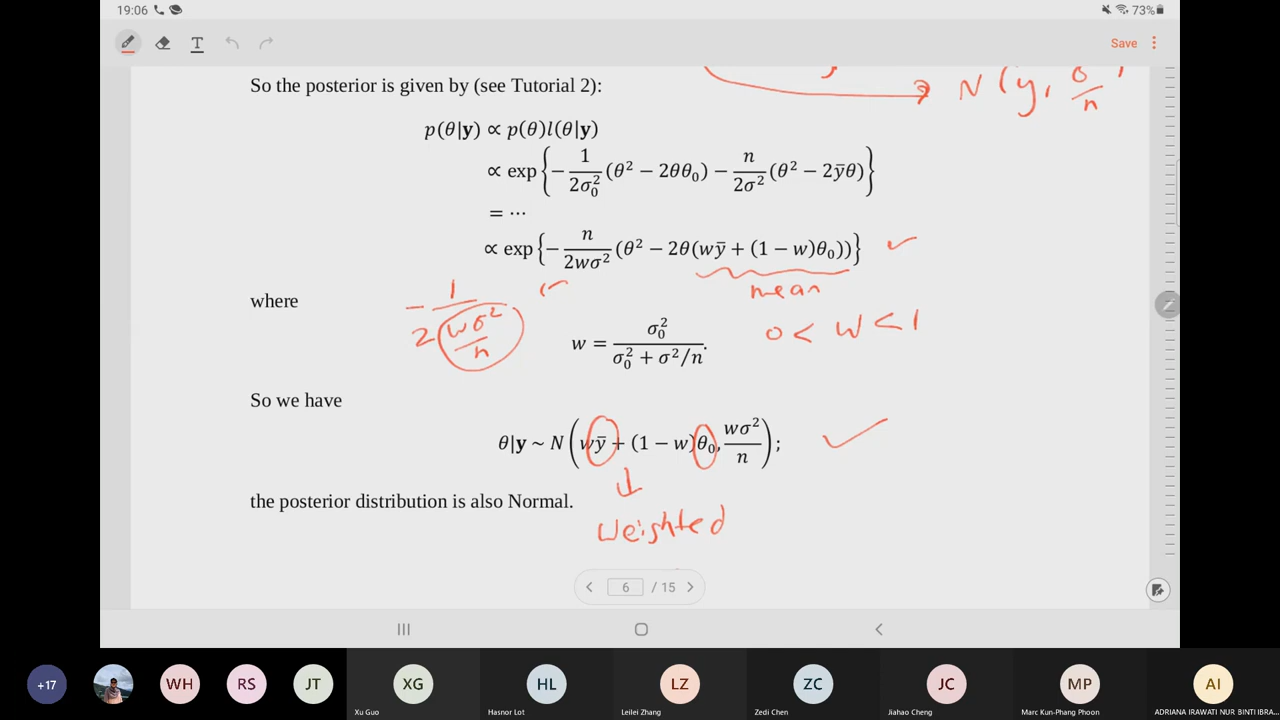 19:06 73%
T Save
So the posterior is given by (see Tutorial 2):
N(y, σ/n)
p(θ|𝐲) ∝ p(θ)l(θ|𝐲)
∝ exp{−1/2σ₀²(θ² − 2θθ₀) − n/2σ²(θ² − 2ȳθ)}
= ⋯
∝ exp{−n/2wσ²(θ² − 2θ(wȳ + (1 − w)θ₀))}
mean
where
−1/2(wσ²/n)
w = σ₀²/(σ₀² + σ²/n).
0 < W < 1
So we have
θ|𝐲 ~ N(wȳ + (1 − w)θ₀, wσ²/n);
the posterior distribution is also Normal.
Weighted
6 / 15
+17 WH RS JT XG HL LZ ZC JC MP AI
Xu Guo Hasnor Lot Leilei Zhang Zedi Chen Jiahao Cheng Marc Kun-Phang Phoon ADRIANA IRAWATI NUR BINTI IBRA...